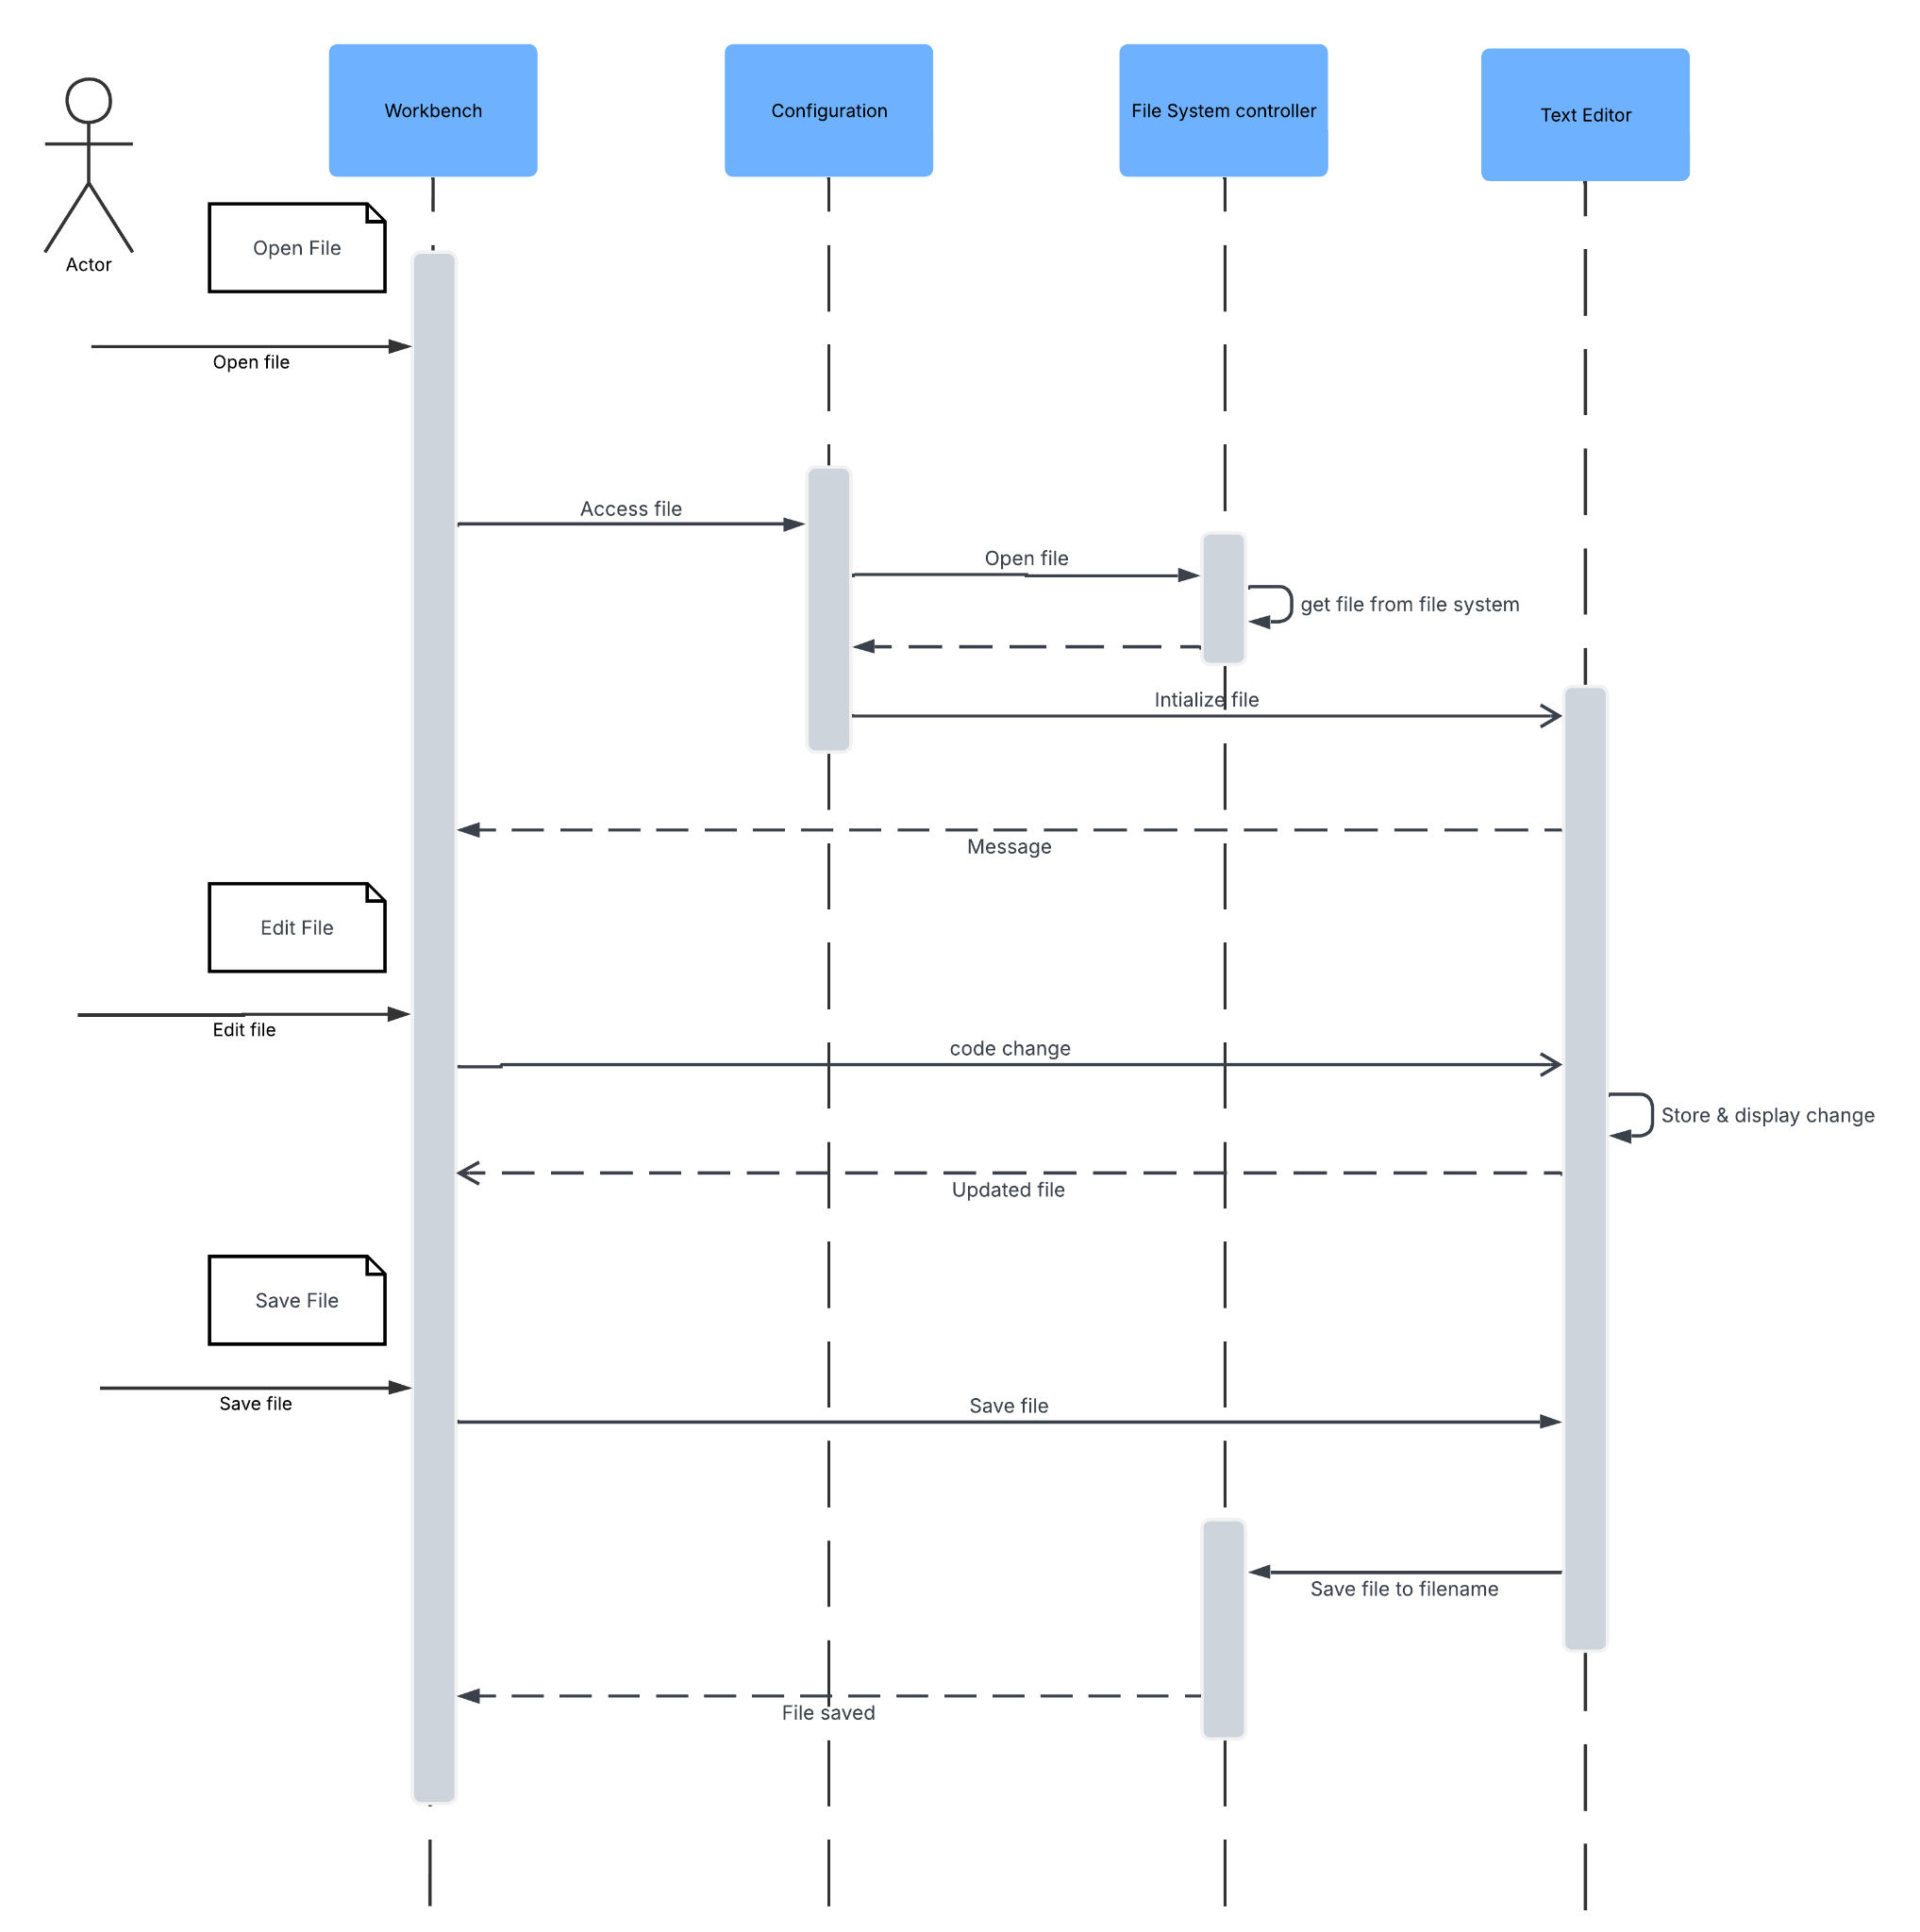 Workbench
Configuration
File System controller
Text Editor
Actor
Open File
Open file
Access file
Open file
get file from file system
Intialize file
Message
Edit File
Edit file
code change
Store & display change
Updated file
Save File
Save file
Save file
Save file to filename
File saved